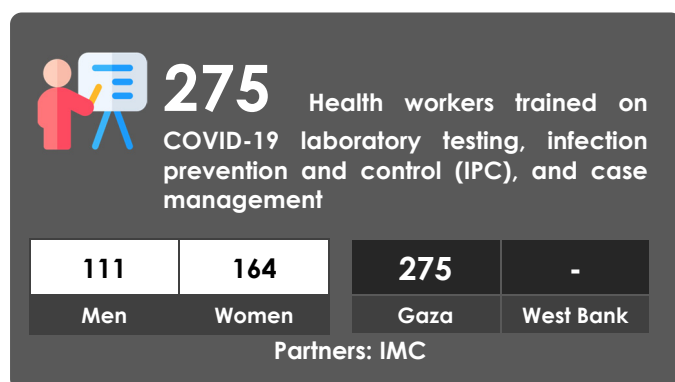 275 Health workers trained on
COVID-19 laboratory testing, infection
prevention and control (IPC), and case
management
111 164 275 -
Men Women Gaza West Bank
Partners: IMC